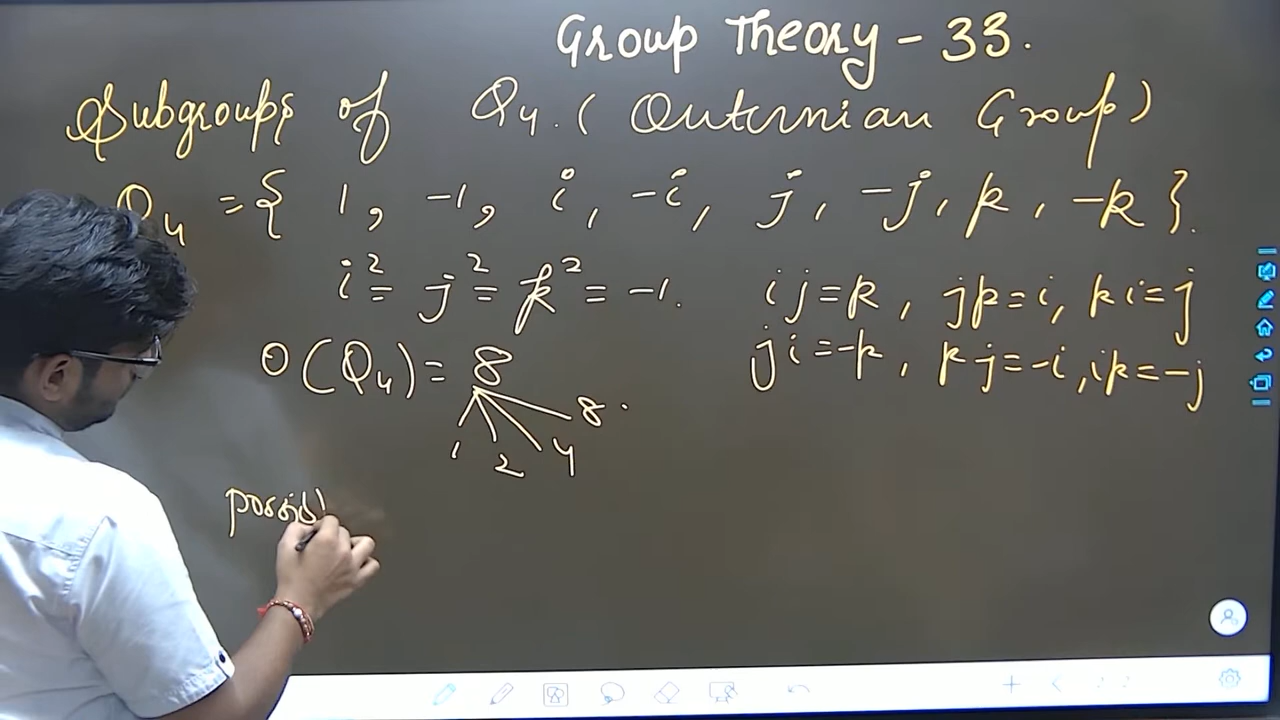 Group Theory - 33.
Subgroups of Q4. (Quternian Group)
Q4 = { 1, -1, i, -i, j, -j, k, -k }.
i² = j² = k² = -1. ij=k, jk=i, ki=j
ji=-k, kj=-i, ik=-j
O(Q4) = 8
1 2 4 8.
possibl